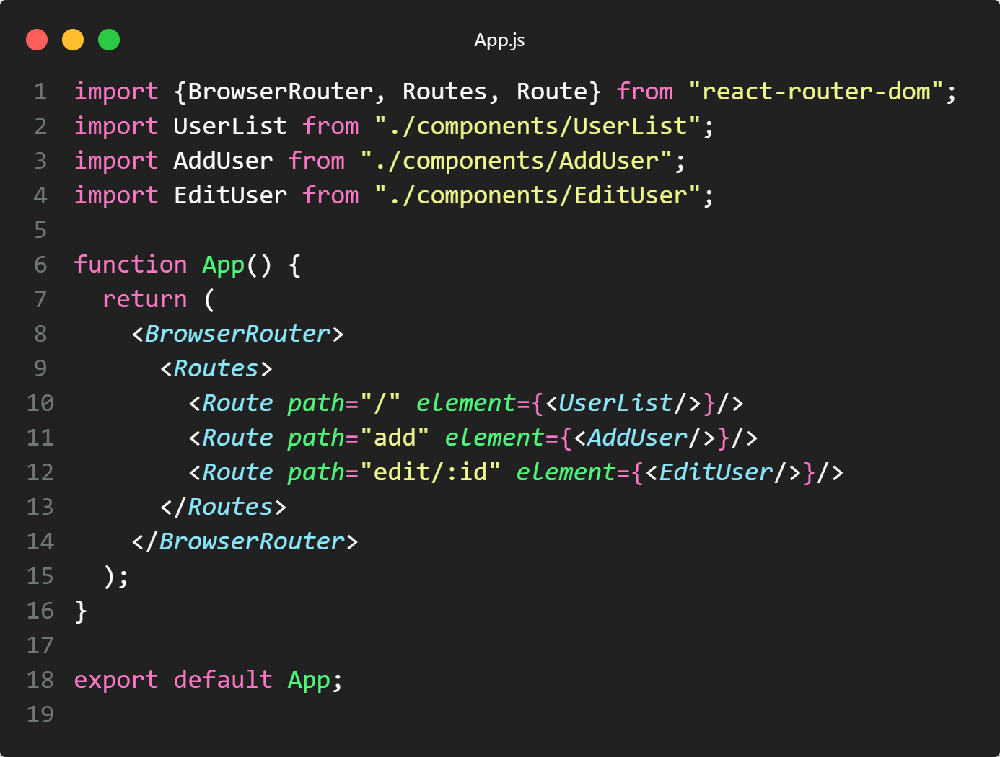 App.js
1 import {BrowserRouter, Routes, Route} from "react-router-dom";
2 import UserList from "./components/UserList";
3 import AddUser from "./components/AddUser";
4 import EditUser from "./components/EditUser";
5
6 function App() {
7   return (
8     <BrowserRouter>
9       <Routes>
10         <Route path="/" element={<UserList/>}/>
11         <Route path="add" element={<AddUser/>}/>
12         <Route path="edit/:id" element={<EditUser/>}/>
13       </Routes>
14     </BrowserRouter>
15   );
16 }
17
18 export default App;
19